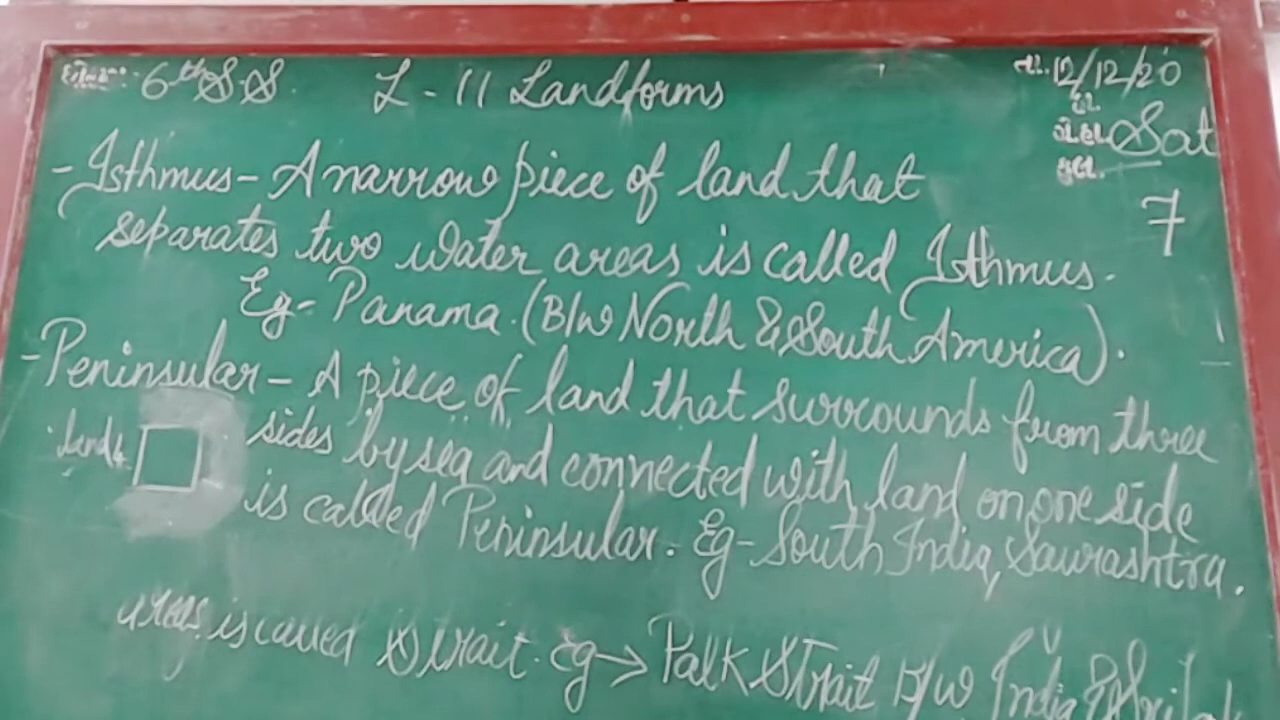 6th S.S. L-11 Landforms
તા. 12/12/20
વાર Sat
7
- Isthmus - A narrow piece of land that
separates two water areas is called Isthmus.
Eg- Panama. (B/w North & South America).
- Peninsular - A piece of land that surrounds from three
sides by sea and connected with land on one side
is called Peninsular. Eg- South India, Saurashtra.
Land
areas is called Strait. Eg → Palk Strait B/w India &